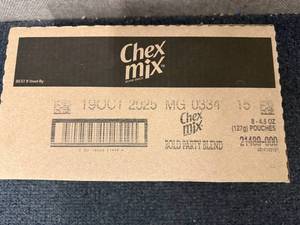 Chex
mix
BEST If Used By
19OCT 2025 MG 0334 15
Chex
mix
8 - 4.5 OZ
(127g) POUCHES
BOLD PARTY BLEND
21489-000